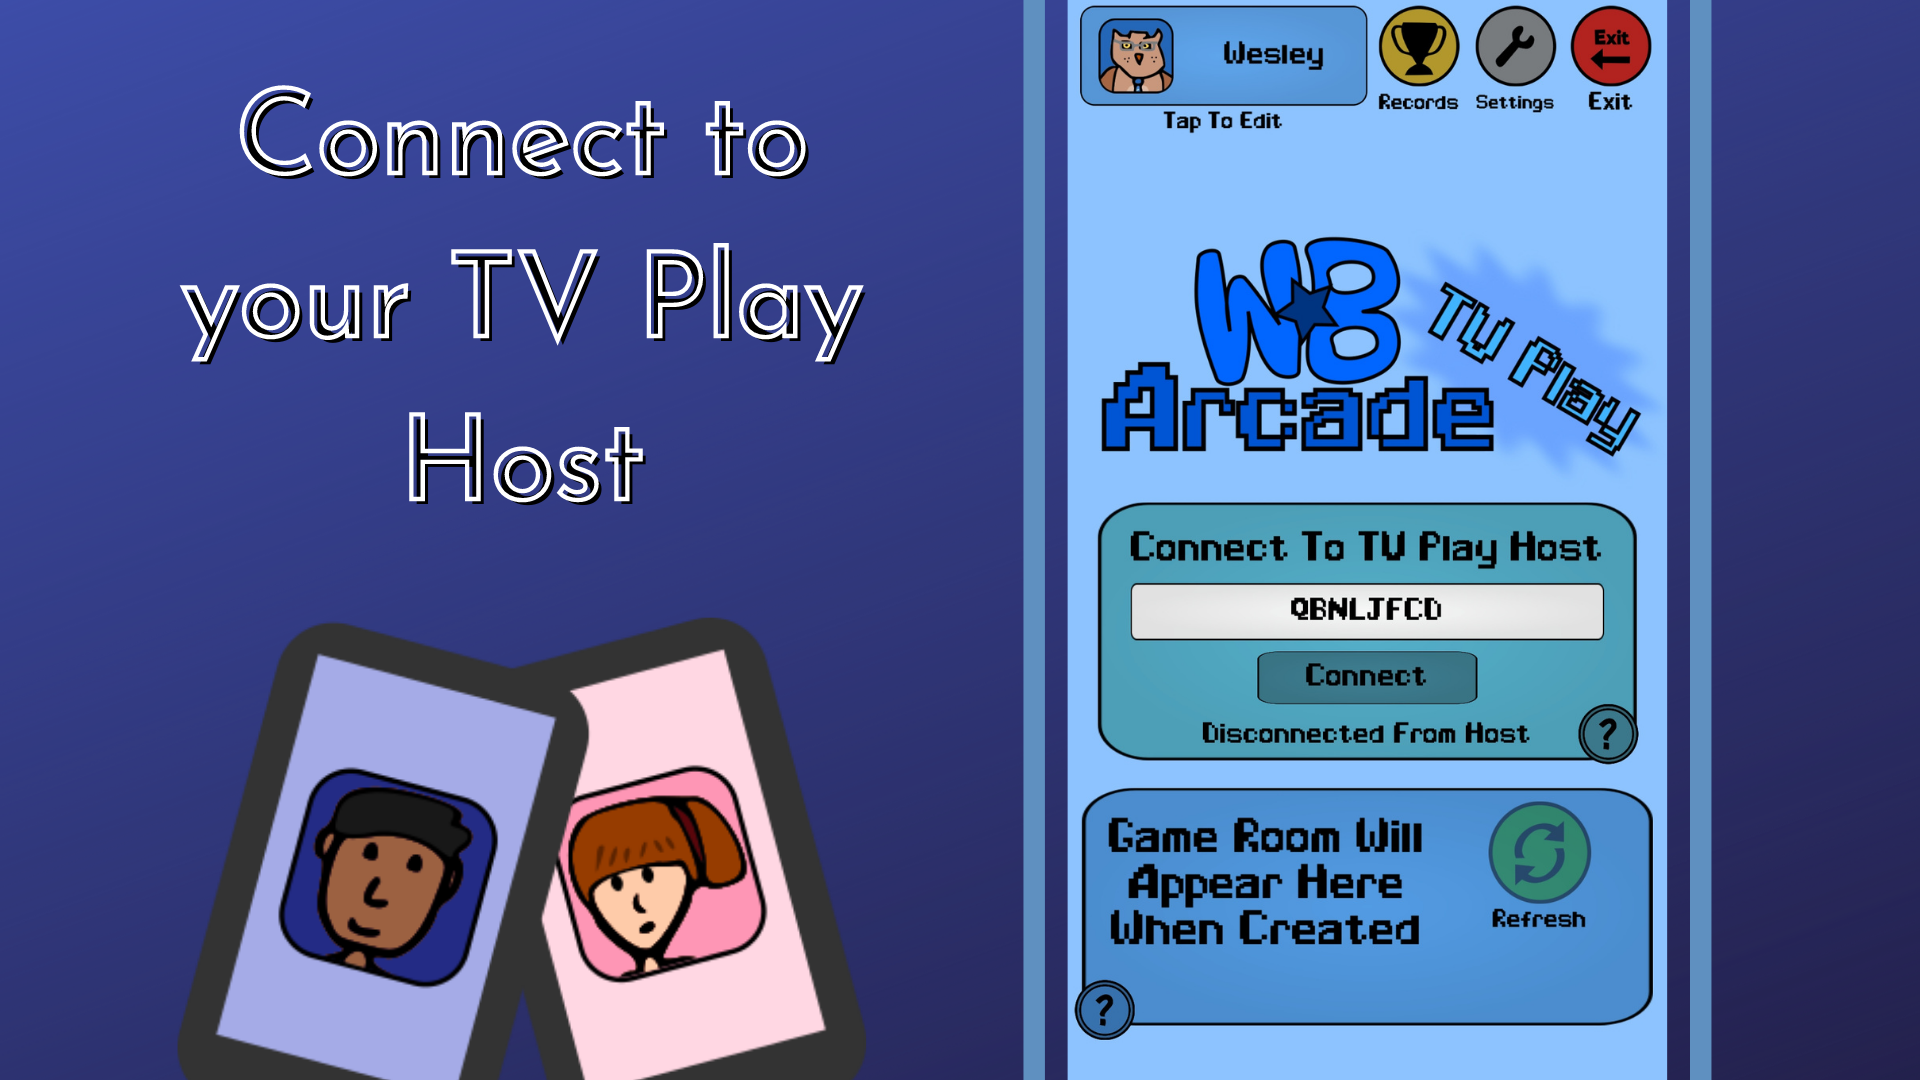 Connect to
your TV Play
Host
Wesley
Tap To Edit
Records
Settings
Exit
Exit
WB
Arcade
TV Play
Connect To TV Play Host
QBNLJFCD
Connect
Disconnected From Host
?
Game Room Will
Appear Here
When Created
Refresh
?